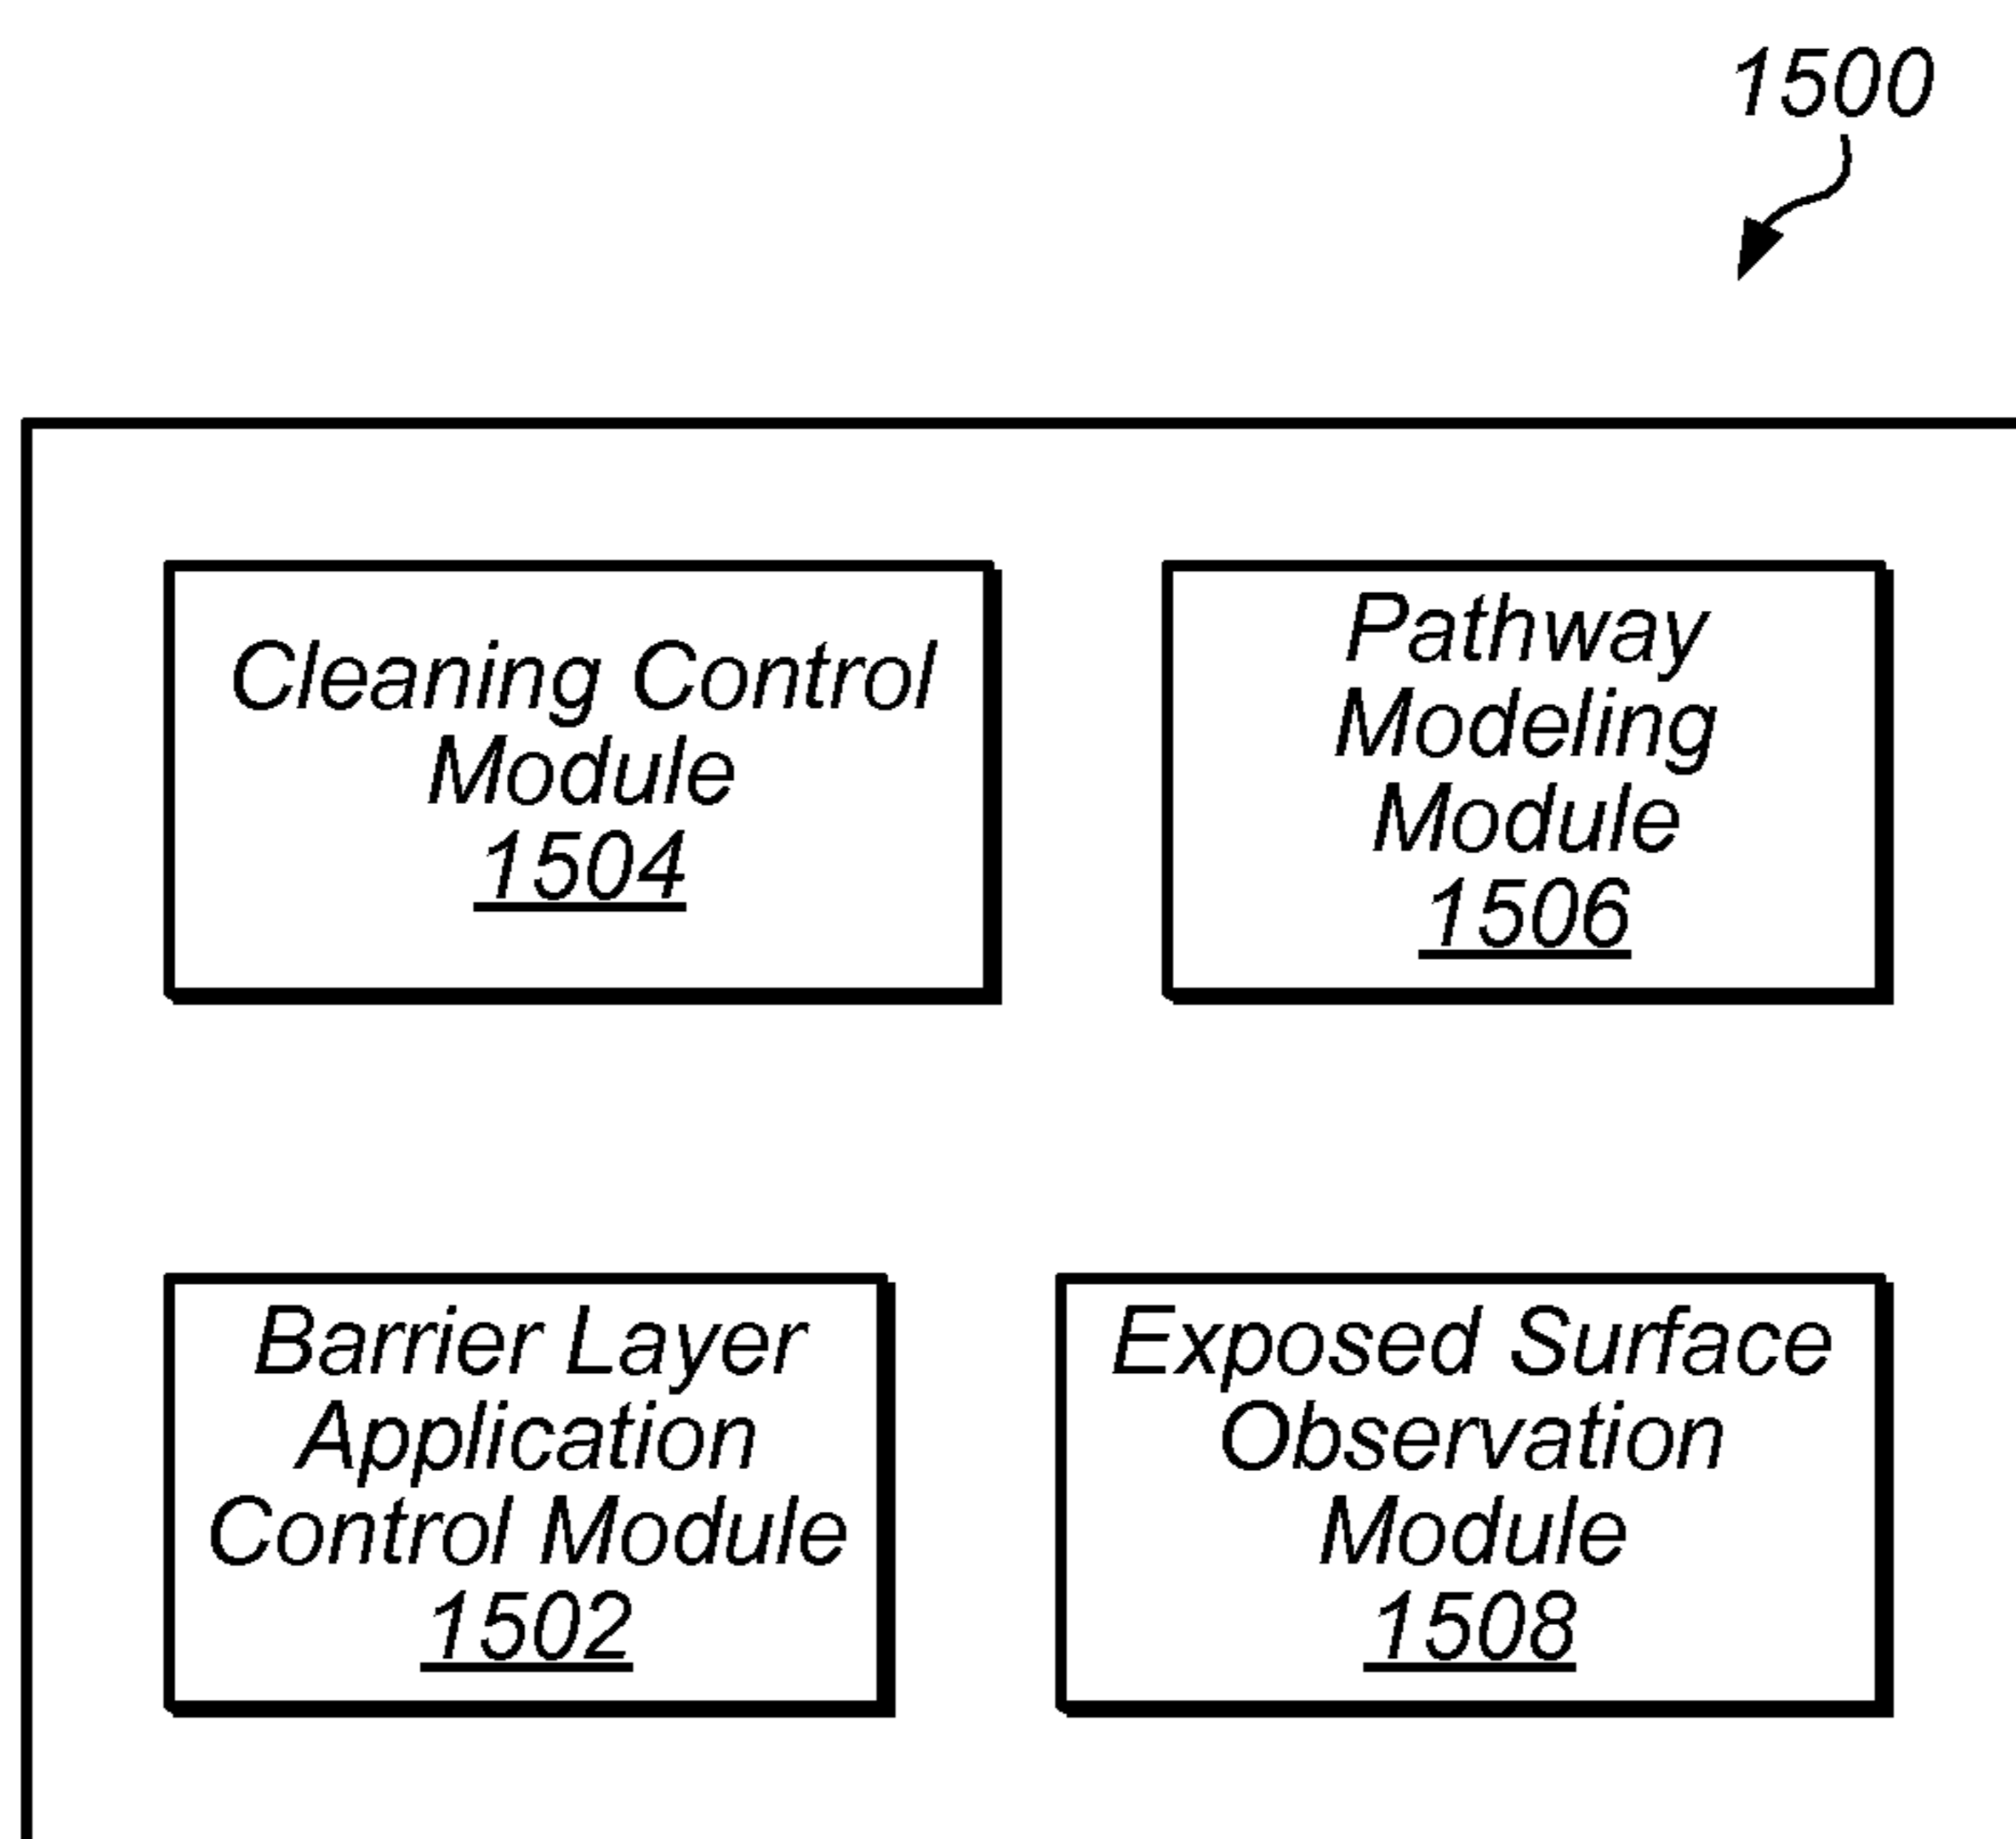 1500
Cleaning Control
Module
1504
Pathway
Modeling
Module
1506
Barrier Layer
Application
Control Module
1502
Exposed Surface
Observation
Module
1508